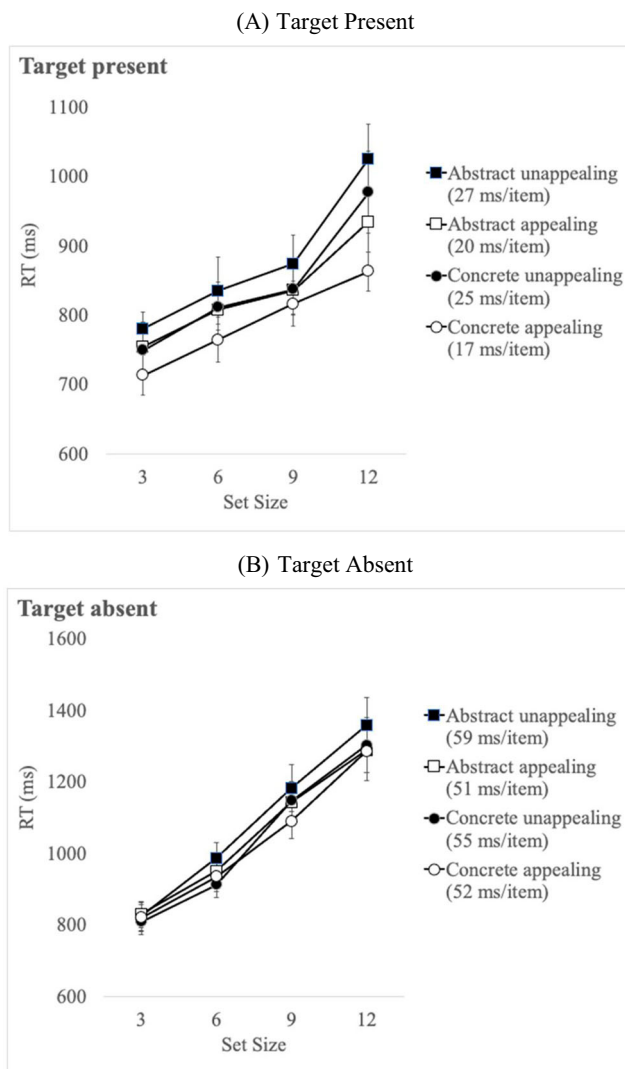 (A) Target Present
Target present
1100
1000
900
800
700
600
RT (ms)
3 6 9 12
Set Size
Abstract unappealing
(27 ms/item)
Abstract appealing
(20 ms/item)
Concrete unappealing
(25 ms/item)
Concrete appealing
(17 ms/item)
(B) Target Absent
Target absent
1600
1400
1200
1000
800
600
RT (ms)
3 6 9 12
Set Size
Abstract unappealing
(59 ms/item)
Abstract appealing
(51 ms/item)
Concrete unappealing
(55 ms/item)
Concrete appealing
(52 ms/item)